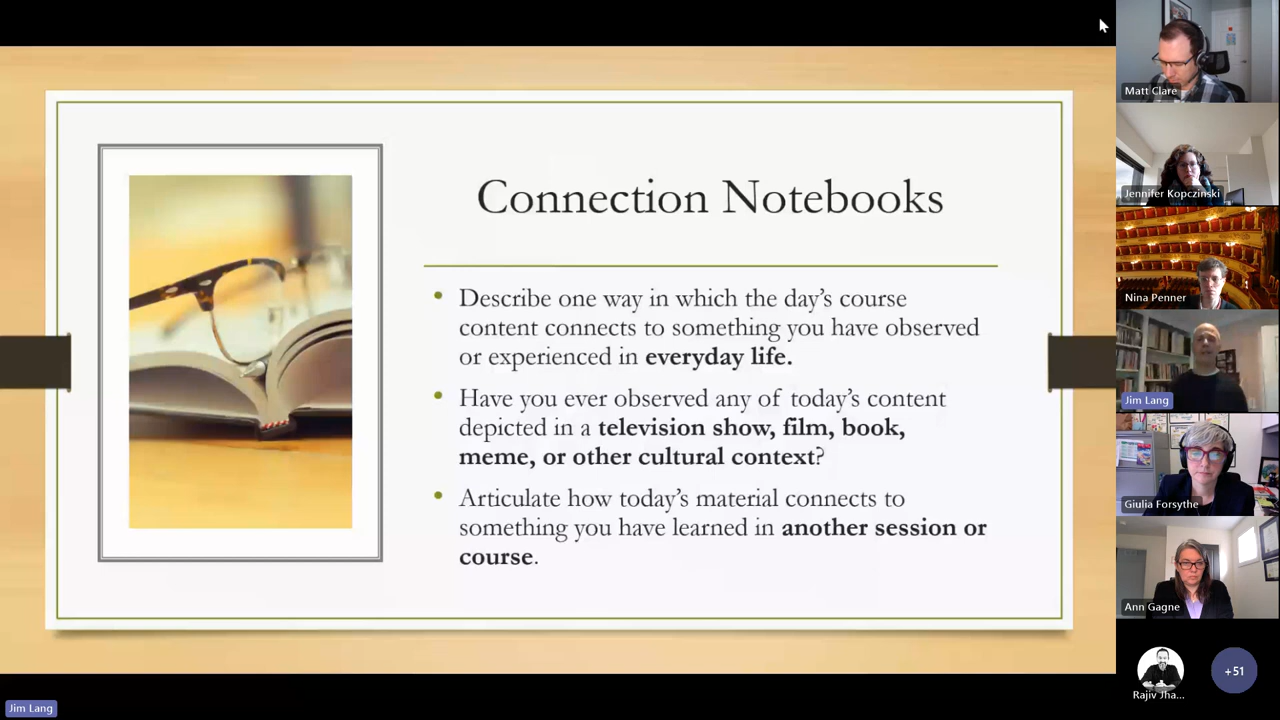 Connection Notebooks
• Describe one way in which the day's course
content connects to something you have observed
or experienced in everyday life.
• Have you ever observed any of today's content
depicted in a television show, film, book,
meme, or other cultural context?
• Articulate how today's material connects to
something you have learned in another session or
course.
Matt Clare
Jennifer Kopczinski
Nina Penner
Jim Lang
Giulia Forsythe
Ann Gagne
Rajiv Jha...
+51
Jim Lang